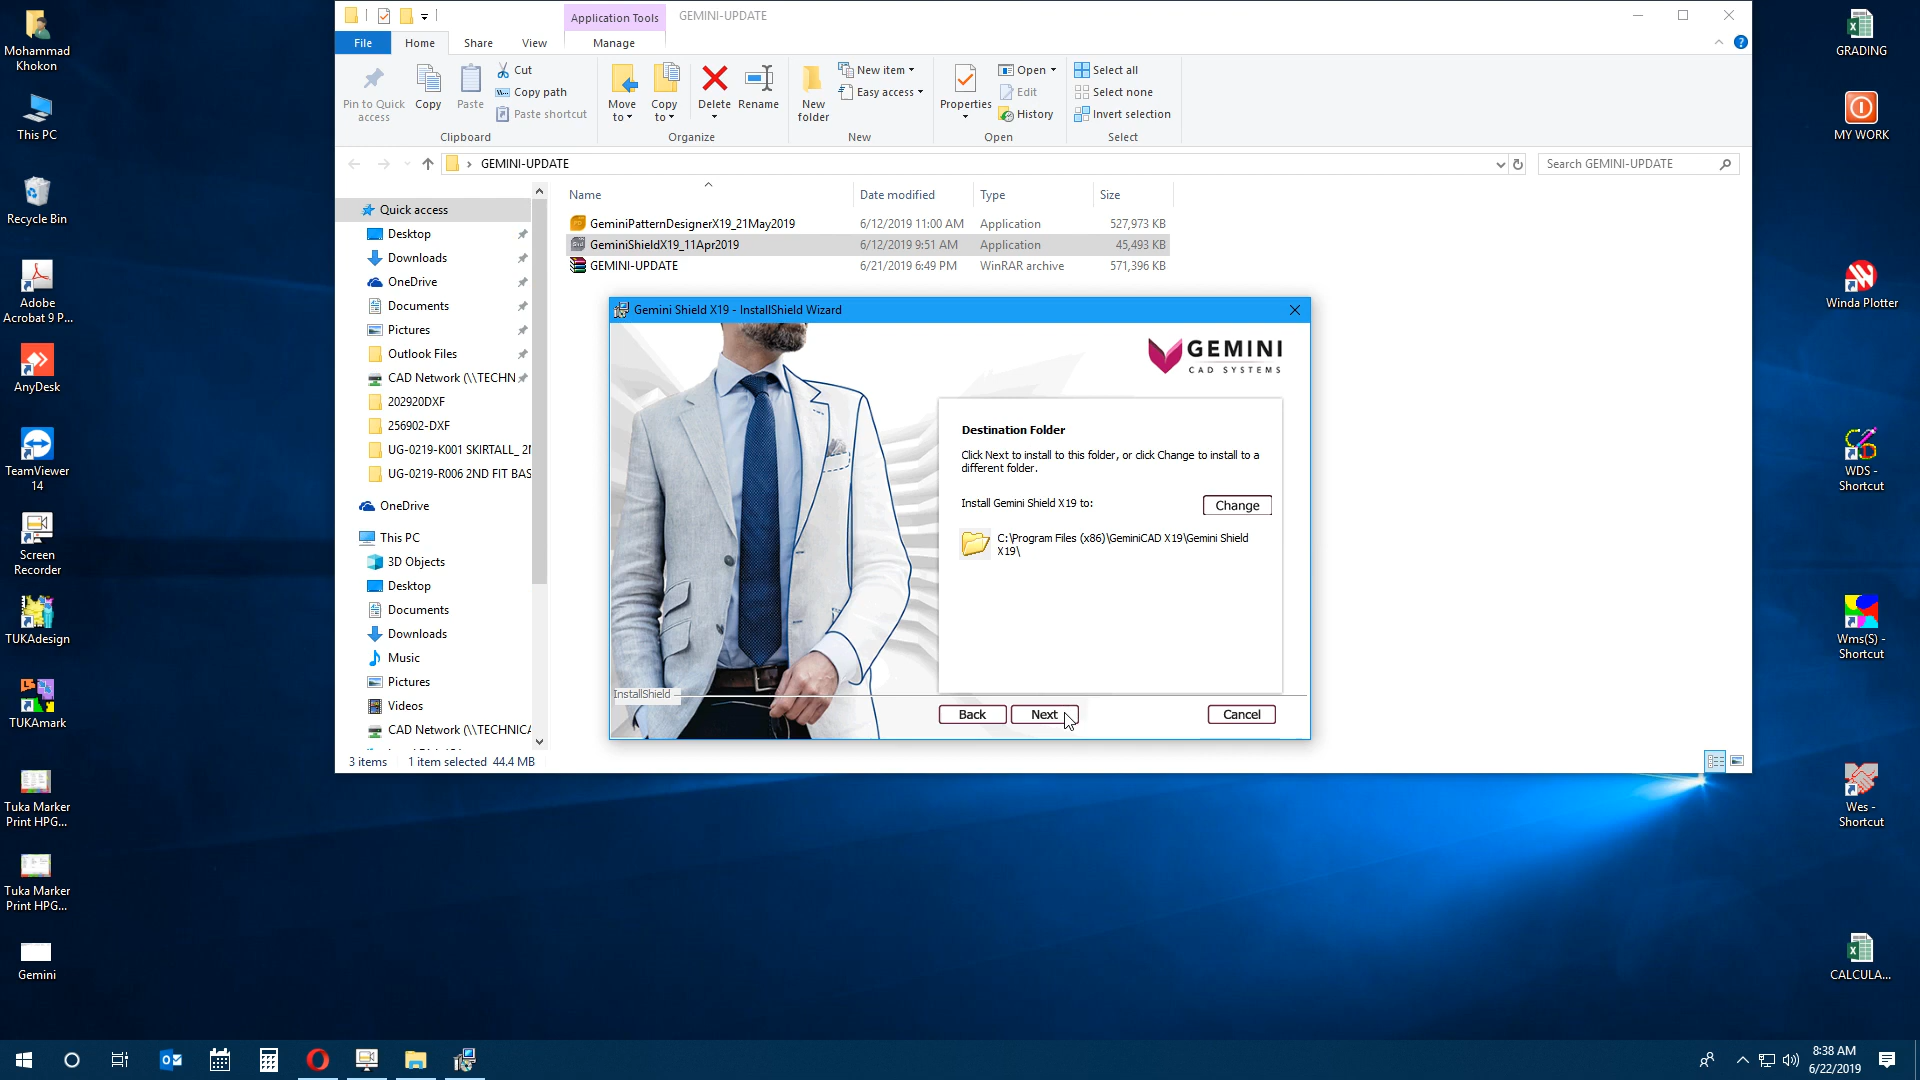 Mohammad
Khokon
This PC
Recycle Bin
Adobe
Acrobat 9 P...
AnyDesk
TeamViewer
14
Screen
Recorder
TUKAdesign
TUKAmark
Tuka Marker
Print HPG...
Tuka Marker
Print HPG...
Gemini
Application Tools
GEMINI-UPDATE
File
Home
Share
View
Manage
Pin to Quick
access
Copy
Paste
Cut
Copy path
Paste shortcut
Clipboard
Move
to
Copy
to
Delete
Rename
Organize
New
folder
New item
Easy access
New
Properties
Open
Edit
History
Open
Select all
Select none
Invert selection
Select
GEMINI-UPDATE
Search GEMINI-UPDATE
Quick access
Desktop
Downloads
OneDrive
Documents
Pictures
Outlook Files
CAD Network (\\TECHN
202920DXF
256902-DXF
UG-0219-K001 SKIRTALL_ 2
UG-0219-R006 2ND FIT BAS
OneDrive
This PC
3D Objects
Desktop
Documents
Downloads
Music
Pictures
Videos
CAD Network (\\TECHNICA
Name Date modified Type Size
GeminiPatternDesignerX19_21May2019 6/12/2019 11:00 AM Application 527,973 KB
GeminiShieldX19_11Apr2019 6/12/2019 9:51 AM Application 45,493 KB
GEMINI-UPDATE 6/21/2019 6:49 PM WinRAR archive 571,396 KB
Gemini Shield X19 - InstallShield Wizard
GEMINI
CAD SYSTEMS
Destination Folder
Click Next to install to this folder, or click Change to install to a
different folder.
Install Gemini Shield X19 to:
Change
C:\Program Files (x86)\GeminiCAD X19\Gemini Shield
X19\
InstallShield
Back
Next
Cancel
3 items 1 item selected 44.4 MB
GRADING
MY WORK
Winda Plotter
WDS -
Shortcut
Wms(S) -
Shortcut
Wes -
Shortcut
CALCULA...
8:38 AM
6/22/2019